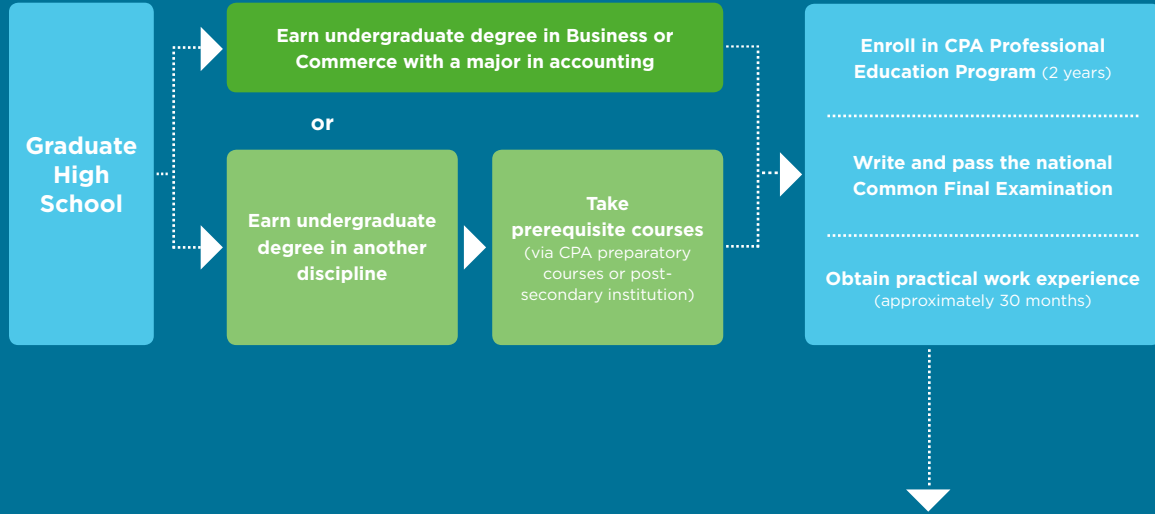 Graduate
High
School
Earn undergraduate degree in Business or
Commerce with a major in accounting
or
Earn undergraduate
degree in another
discipline
Take
prerequisite courses
(via CPA preparatory
courses or post-
secondary institution)
Enroll in CPA Professional
Education Program (2 years)
Write and pass the national
Common Final Examination
Obtain practical work experience
(approximately 30 months)